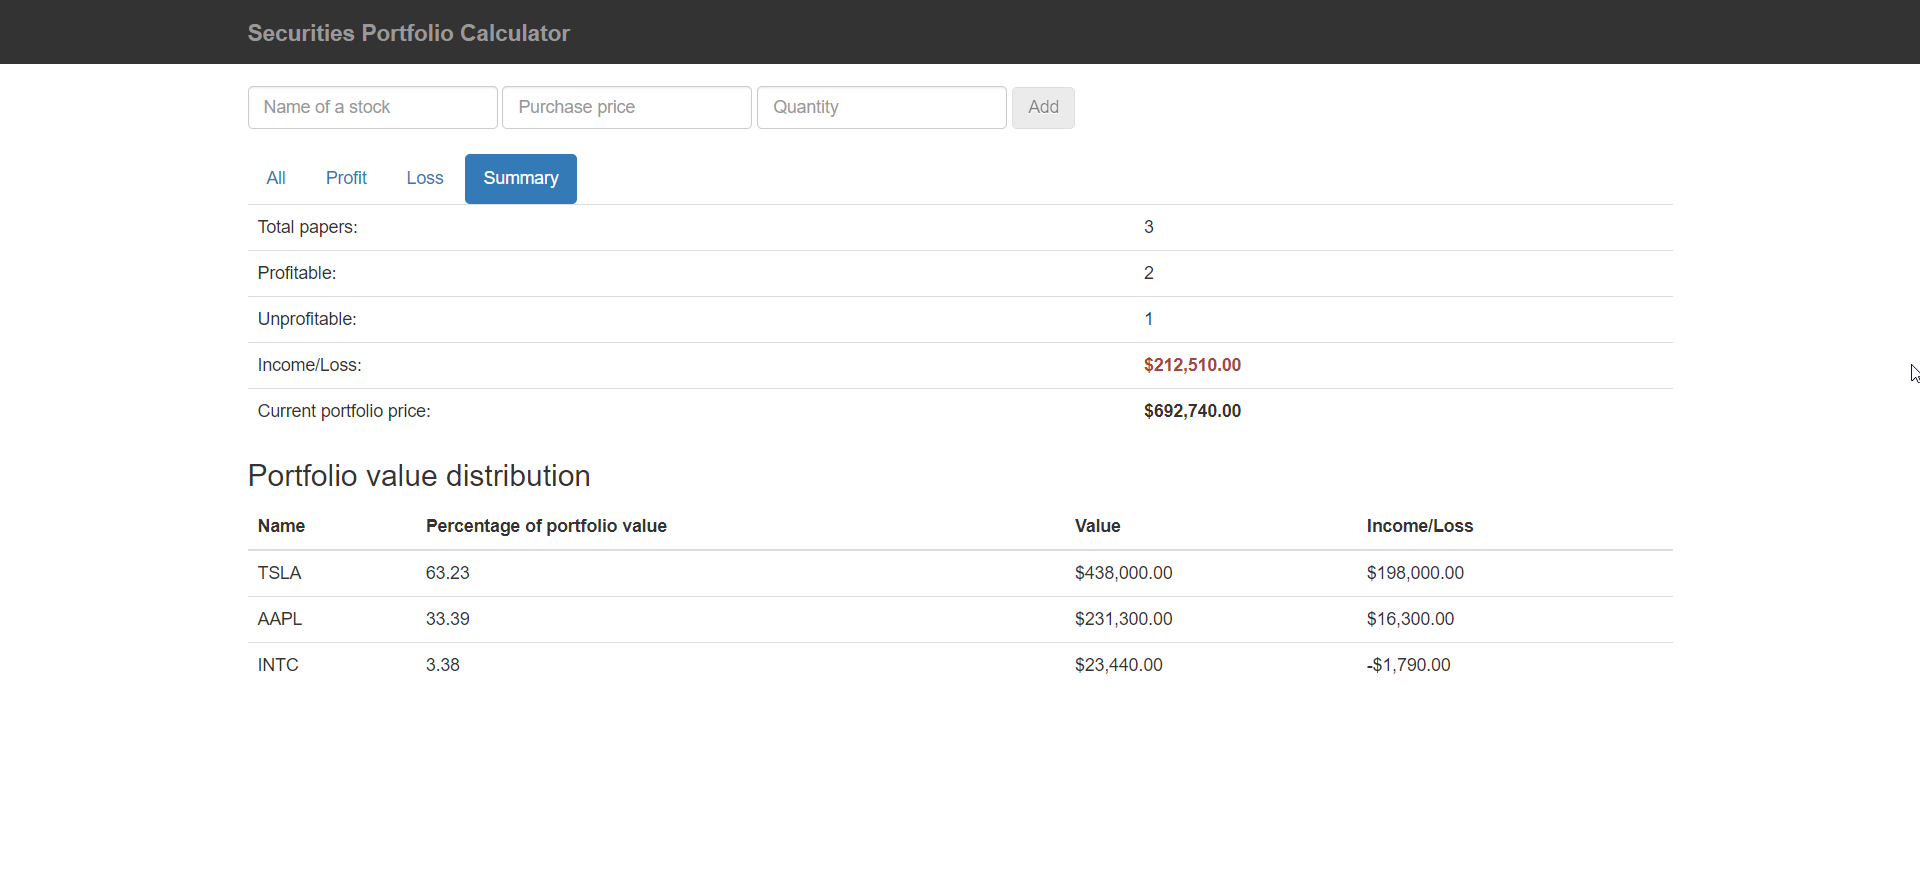 Securities Portfolio Calculator
Name of a stock Purchase price Quantity Add
All Profit Loss Summary
Total papers: 3
Profitable: 2
Unprofitable: 1
Income/Loss: $212,510.00
Current portfolio price: $692,740.00
Portfolio value distribution
Name Percentage of portfolio value Value Income/Loss
TSLA 63.23 $438,000.00 $198,000.00
AAPL 33.39 $231,300.00 $16,300.00
INTC 3.38 $23,440.00 -$1,790.00